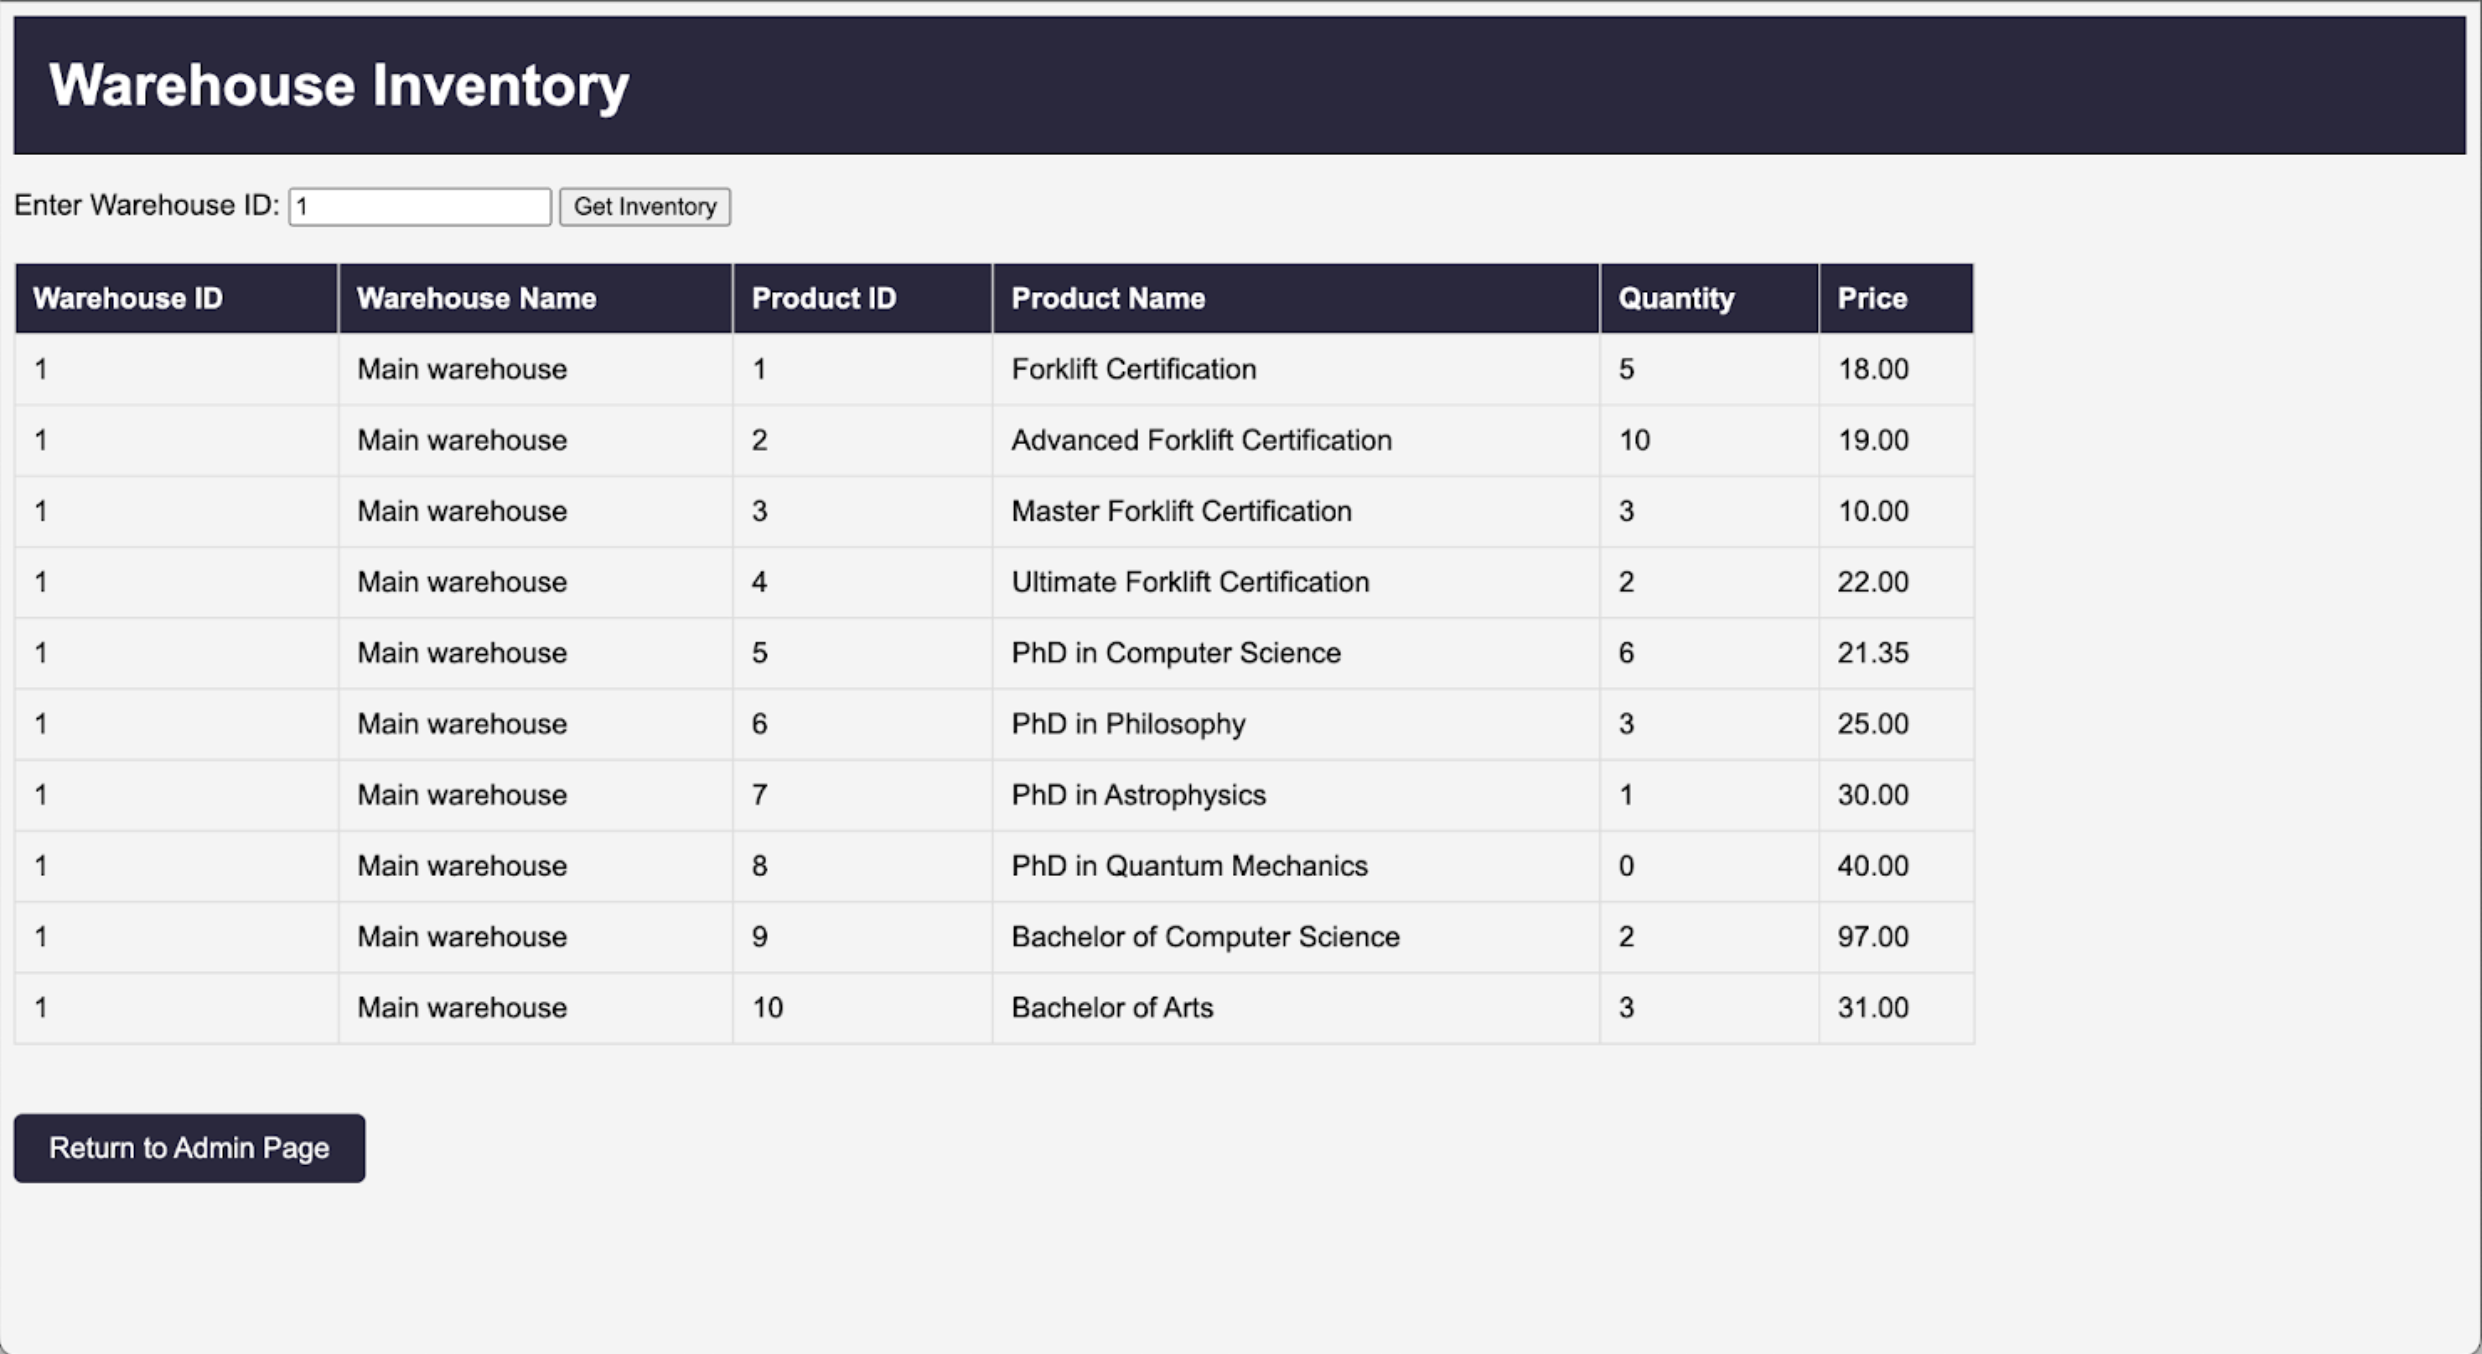 Warehouse Inventory
Enter Warehouse ID: 1 Get Inventory
Warehouse ID Warehouse Name Product ID Product Name Quantity Price
1 Main warehouse 1 Forklift Certification 5 18.00
1 Main warehouse 2 Advanced Forklift Certification 10 19.00
1 Main warehouse 3 Master Forklift Certification 3 10.00
1 Main warehouse 4 Ultimate Forklift Certification 2 22.00
1 Main warehouse 5 PhD in Computer Science 6 21.35
1 Main warehouse 6 PhD in Philosophy 3 25.00
1 Main warehouse 7 PhD in Astrophysics 1 30.00
1 Main warehouse 8 PhD in Quantum Mechanics 0 40.00
1 Main warehouse 9 Bachelor of Computer Science 2 97.00
1 Main warehouse 10 Bachelor of Arts 3 31.00
Return to Admin Page